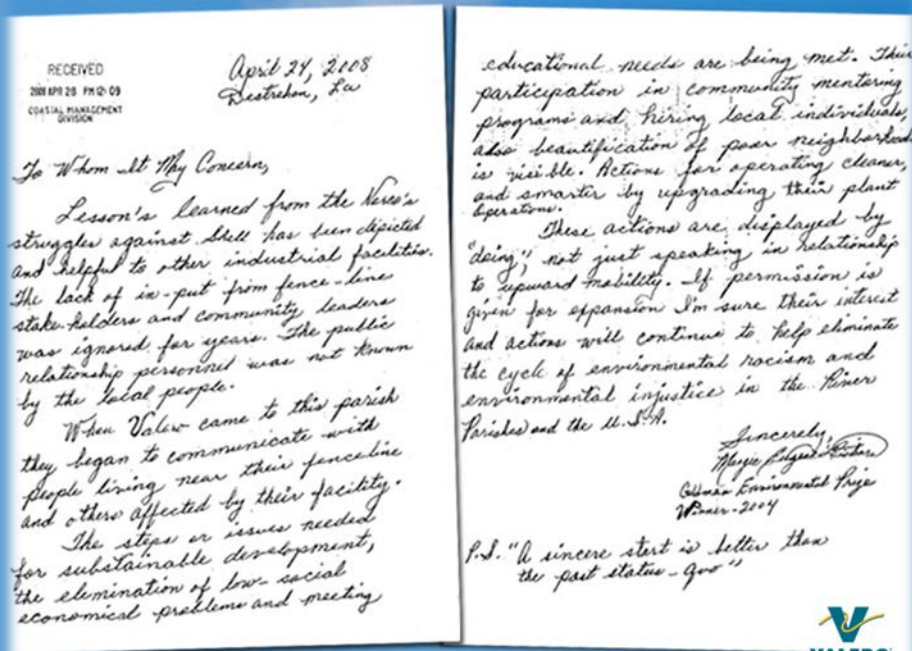 RECEIVED
2008 APR 28 PM 12:09
COASTAL MANAGEMENT
DIVISION
April 24, 2008
Destrehan, La
To Whom It May Concern,
Lesson's learned from the Norco's
struggles against Shell has been depicted
and helpful to other industrial facilities.
The lack of in-put from fence-line
stake-holders and community leaders
was ignored for years. The public
relationship personnel was not known
by the local people.
When Valero came to this parish
they began to communicate with
people living near their fenceline
and others affected by their facility.
The steps or issues needed
for substainable development,
the elemination of low-social
economical problems and meeting
educational needs are being met. Their
participation in community mentoring
programs and hiring local individuals,
also beautification of poor neighborhoods
is visible. Actions for operating cleaner,
and smarter by upgrading their plant
operations.
These actions are displayed by
"doing", not just speaking in relationship
to upward mobility. If permission is
given for expansion I'm sure their interest
and actions will continue to help eliminate
the cycle of environmental racism and
environmental injustice in the River
Parishes and the U.S.A.
Sincerely,
Margie Eugene Richard
Goldman Environmental Prize
Winner-2004
P.S. "A sincere start is better than
the past status-quo"
VALERO